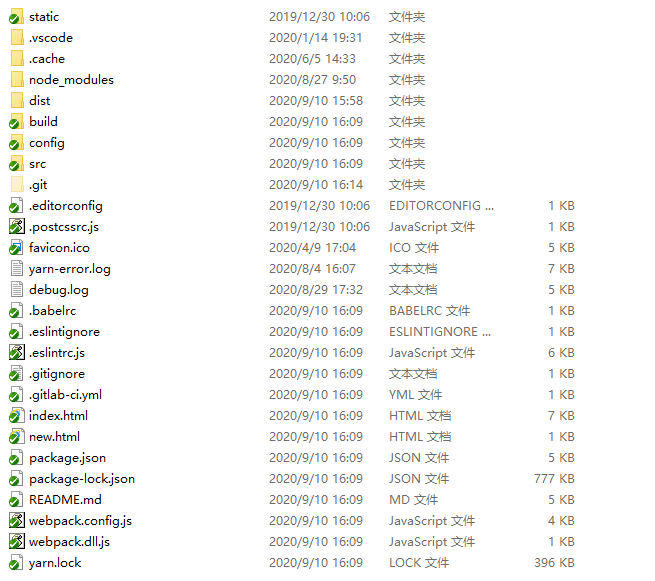 static 2019/12/30 10:06 文件夹
.vscode 2020/1/14 19:31 文件夹
.cache 2020/6/5 14:33 文件夹
node_modules 2020/8/27 9:50 文件夹
dist 2020/9/10 15:58 文件夹
build 2020/9/10 16:09 文件夹
config 2020/9/10 16:09 文件夹
src 2020/9/10 16:09 文件夹
.git 2020/9/10 16:14 文件夹
.editorconfig 2019/12/30 10:06 EDITORCONFIG ... 1 KB
.postcssrc.js 2019/12/30 10:06 JavaScript 文件 1 KB
favicon.ico 2020/4/9 17:04 ICO 文件 5 KB
yarn-error.log 2020/8/4 16:07 文本文档 7 KB
debug.log 2020/8/29 17:32 文本文档 5 KB
.babelrc 2020/9/10 16:09 BABELRC 文件 1 KB
.eslintignore 2020/9/10 16:09 ESLINTIGNORE ... 1 KB
.eslintrc.js 2020/9/10 16:09 JavaScript 文件 6 KB
.gitignore 2020/9/10 16:09 文本文档 1 KB
.gitlab-ci.yml 2020/9/10 16:09 YML 文件 1 KB
index.html 2020/9/10 16:09 HTML 文档 7 KB
new.html 2020/9/10 16:09 HTML 文档 1 KB
package.json 2020/9/10 16:09 JSON 文件 5 KB
package-lock.json 2020/9/10 16:09 JSON 文件 777 KB
README.md 2020/9/10 16:09 MD 文件 5 KB
webpack.config.js 2020/9/10 16:09 JavaScript 文件 4 KB
webpack.dll.js 2020/9/10 16:09 JavaScript 文件 1 KB
yarn.lock 2020/9/10 16:09 LOCK 文件 396 KB